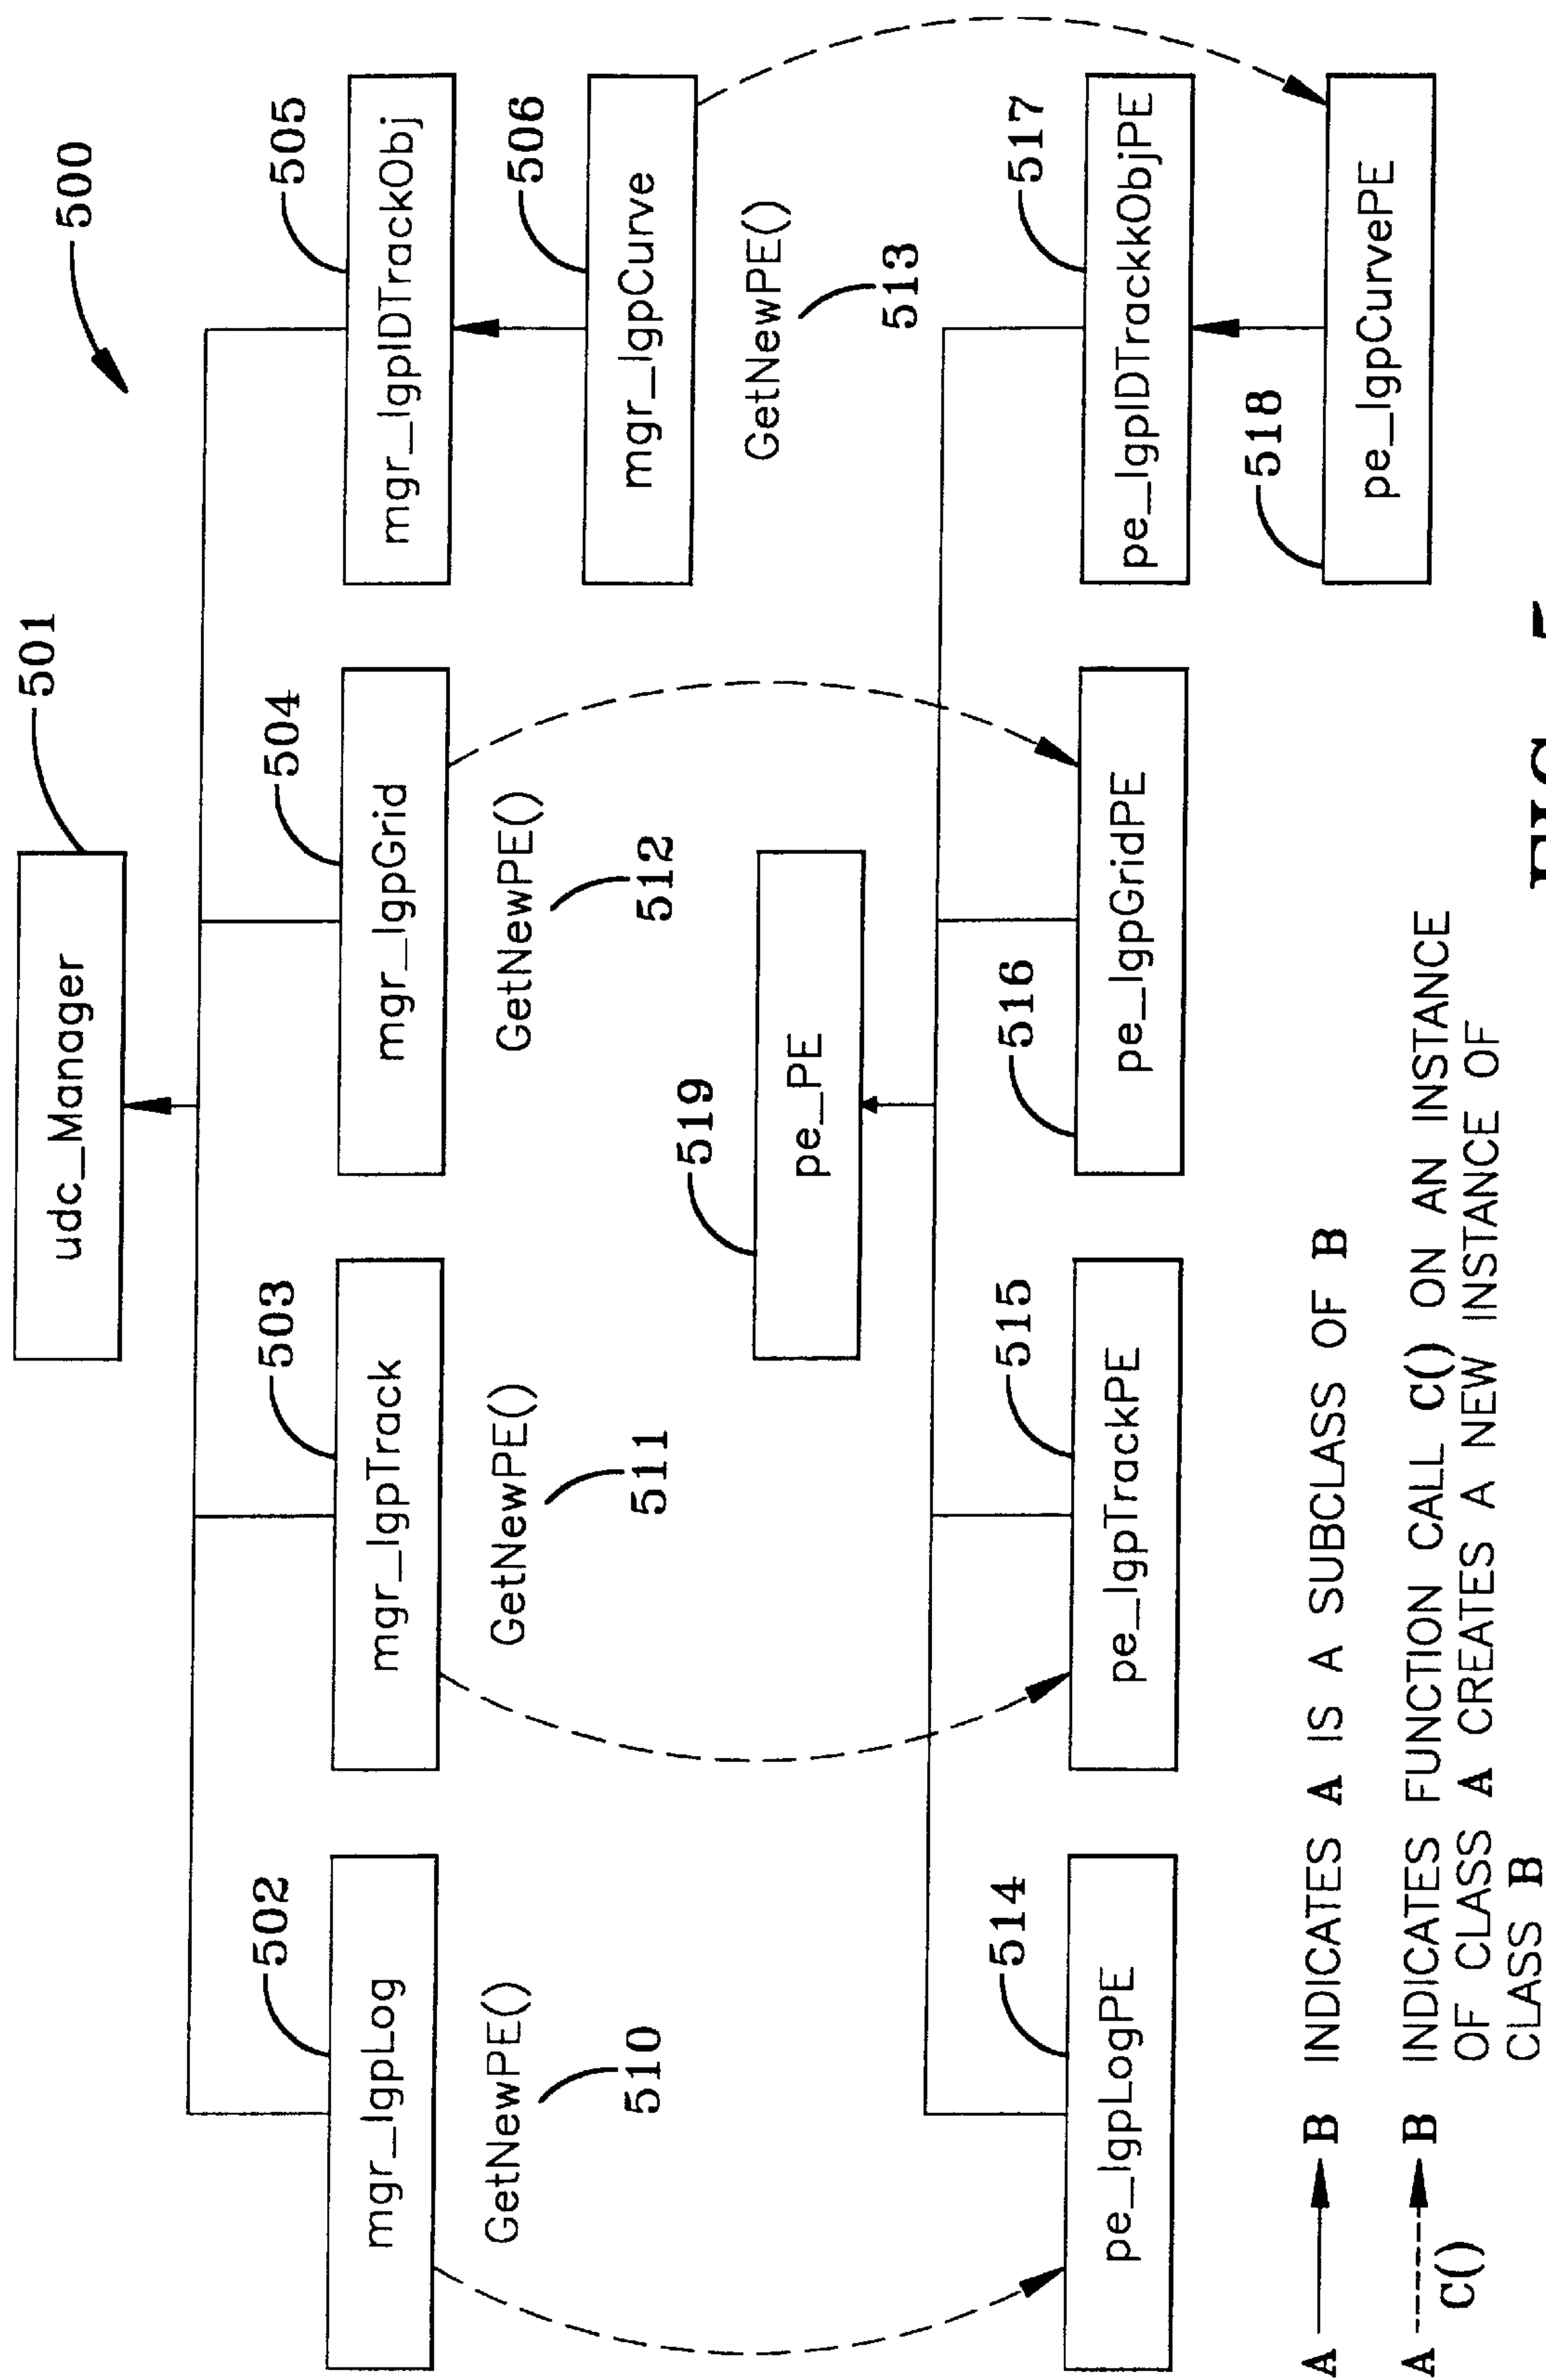 500
501
udc_Manager
502
503
504
505
mgr_lgpLog
mgr_lgpTrack
mgr_lgpGrid
mgr_lgpIDTrackObj
506
mgr_lgpCurve
GetNewPE()
510
GetNewPE()
511
GetNewPE()
512
GetNewPE()
513
519
pe_PE
514
515
516
517
pe_lgpLogPE
pe_lgpTrackPE
pe_lgpGridPE
pe_lgpIDTrackkObjPE
518
pe_lgpCurvePE
A B INDICATES A IS A SUBCLASS OF B
A B INDICATES FUNCTION CALL C() ON AN INSTANCE
C() OF CLASS A CREATES A NEW INSTANCE OF
CLASS B